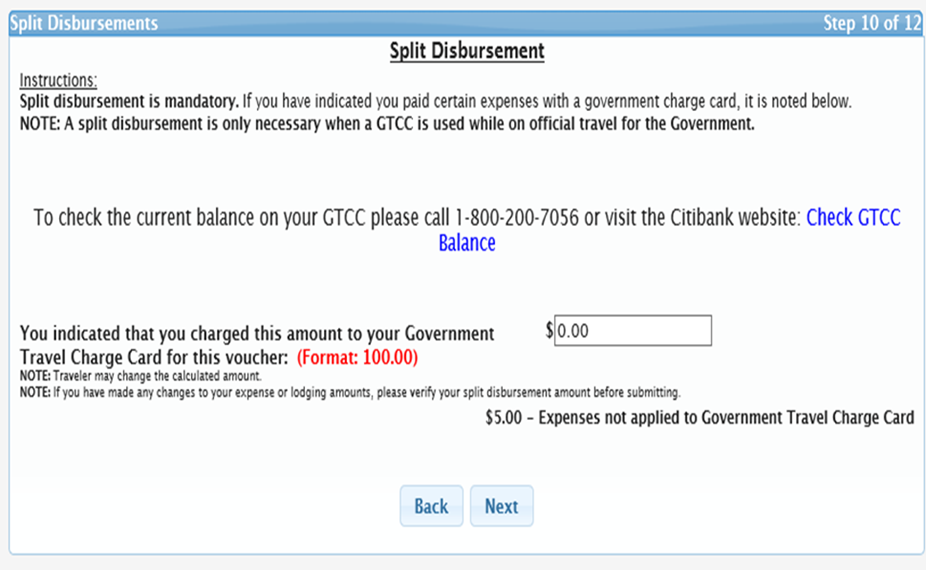 Split Disbursements
Step 10 of 12
Split Disbursement
Instructions:
Split disbursement is mandatory. If you have indicated you paid certain expenses with a government charge card, it is noted below.
NOTE: A split disbursement is only necessary when a GTCC is used while on official travel for the Government.
To check the current balance on your GTCC please call 1-800-200-7056 or visit the Citibank website: Check GTCC
Balance
You indicated that you charged this amount to your Government
$ 0.00
Travel Charge Card for this voucher: (Format: 100.00)
NOTE: Traveler may change the calculated amount.
NOTE: If you have made any changes to your expense or lodging amounts, please verify your split disbursement amount before submitting.
$5.00 - Expenses not applied to Government Travel Charge Card
Back
Next